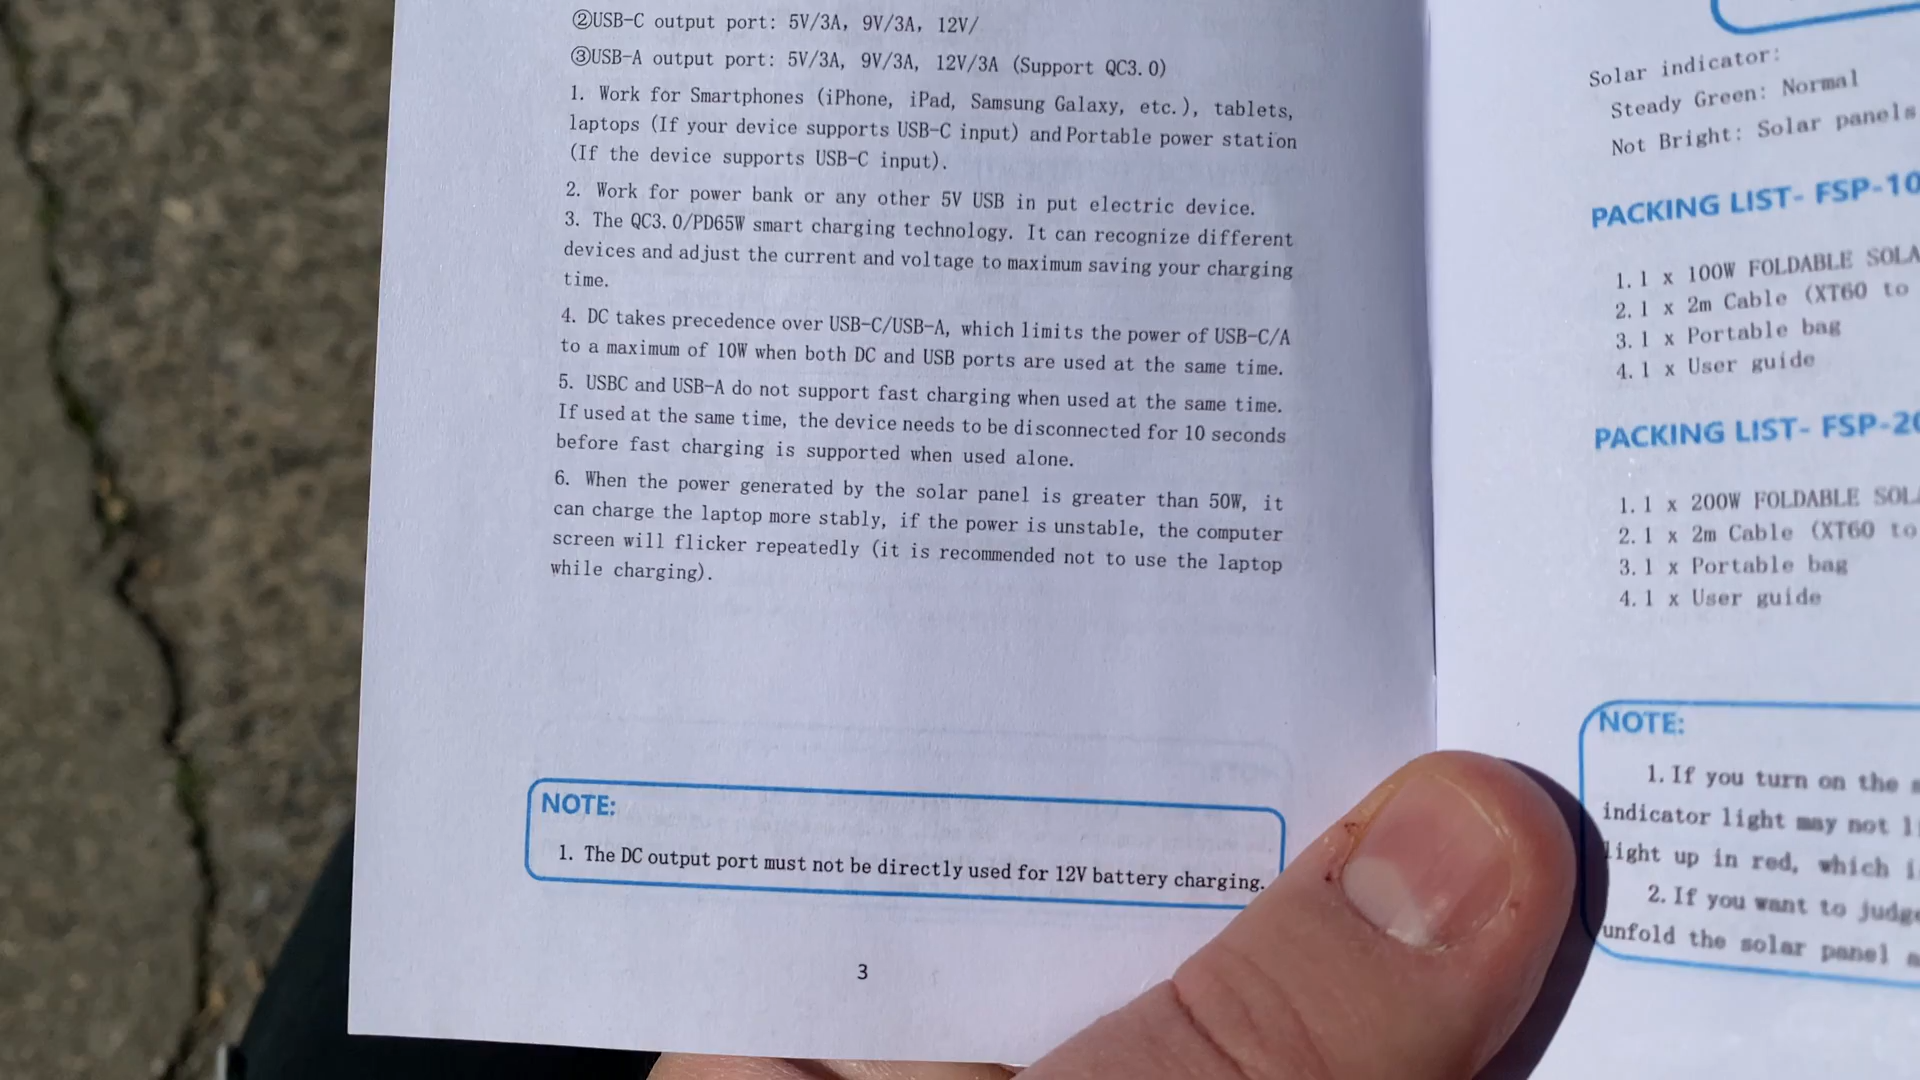 ②USB-C output port: 5V/3A, 9V/3A, 12V/
③USB-A output port: 5V/3A, 9V/3A, 12V/3A (Support QC3.0)
1. Work for Smartphones (iPhone, iPad, Samsung Galaxy, etc.), tablets,
laptops (If your device supports USB-C input) and Portable power station
(If the device supports USB-C input).
2. Work for power bank or any other 5V USB in put electric device.
3. The QC3.0/PD65W smart charging technology. It can recognize different
devices and adjust the current and voltage to maximum saving your charging
time.
4. DC takes precedence over USB-C/USB-A, which limits the power of USB-C/A
to a maximum of 10W when both DC and USB ports are used at the same time.
5. USBC and USB-A do not support fast charging when used at the same time.
If used at the same time, the device needs to be disconnected for 10 seconds
before fast charging is supported when used alone.
6. When the power generated by the solar panel is greater than 50W, it
can charge the laptop more stably, if the power is unstable, the computer
screen will flicker repeatedly (it is recommended not to use the laptop
while charging).
NOTE:
1. The DC output port must not be directly used for 12V battery charging.
3
Solar indicator:
Steady Green: Normal
Not Bright: Solar panels
PACKING LIST- FSP-10
1. 1 x 100W FOLDABLE
2. 1 x 2m Cable (XT60 to
3. 1 x Portable bag
4. 1 x User guide
PACKING LIST- FSP-20
1. 1 x 200W FOLDABLE
2. 1 x 2m Cable (XT60 to
3. 1 x Portable bag
4. 1 x User guide
NOTE:
1. If you turn on the
indicator light may not
light up in red, which
2. If you want to judge
unfold the solar panel